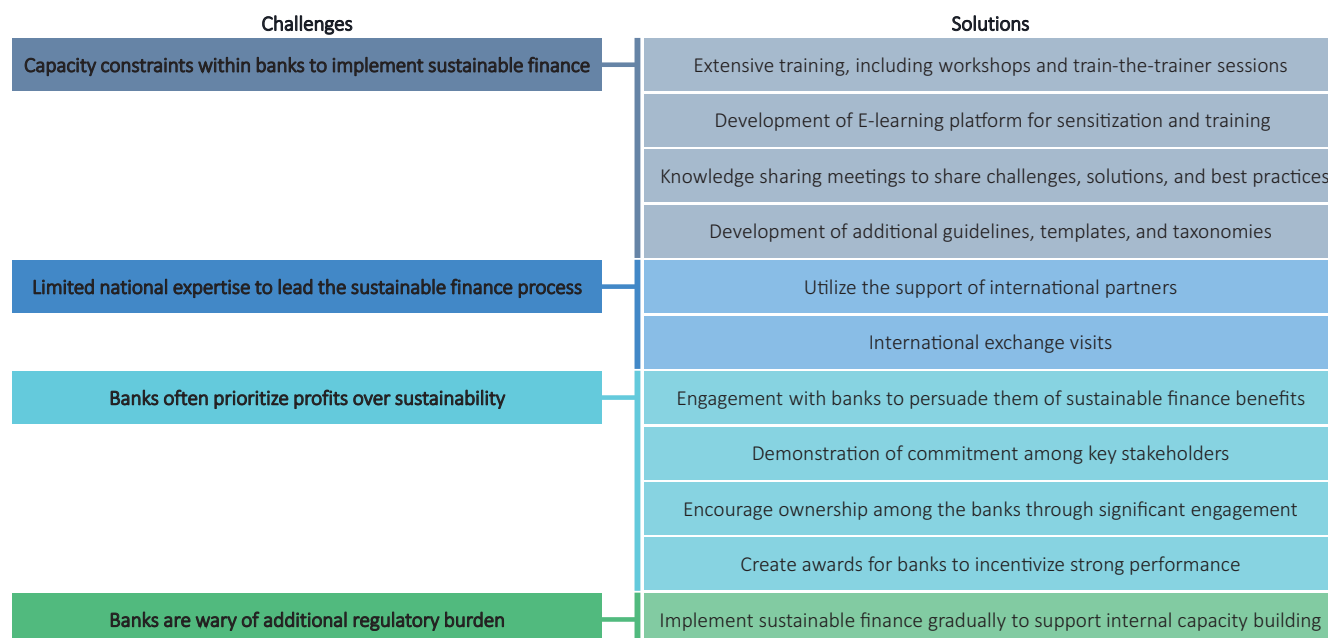 Challenges
Solutions
Capacity constraints within banks to implement sustainable finance
Extensive training, including workshops and train-the-trainer sessions
Development of E-learning platform for sensitization and training
Knowledge sharing meetings to share challenges, solutions, and best practices
Development of additional guidelines, templates, and taxonomies
Limited national expertise to lead the sustainable finance process
Utilize the support of international partners
International exchange visits
Banks often prioritize profits over sustainability
Engagement with banks to persuade them of sustainable finance benefits
Demonstration of commitment among key stakeholders
Encourage ownership among the banks through significant engagement
Create awards for banks to incentivize strong performance
Banks are wary of additional regulatory burden
Implement sustainable finance gradually to support internal capacity building